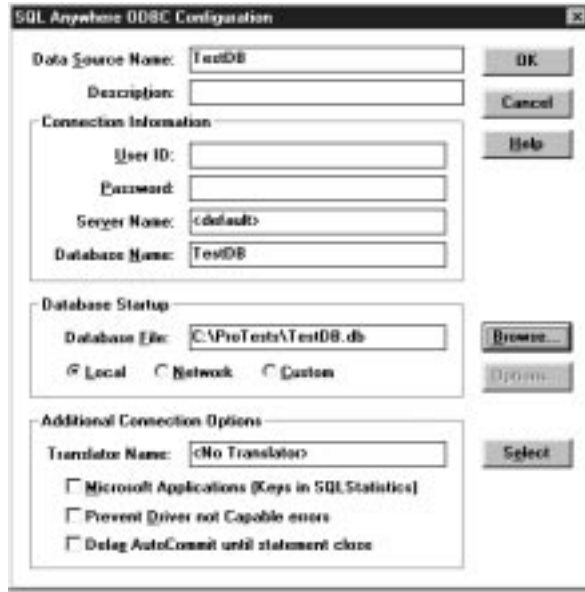 SQL Anywhere ODBC Configuration
Data Source Name: TestDB
OK
Description:
Cancel
Connection Information
Help
User ID:
Password:
Server Name: <default>
Database Name: TestDB
Database Startup
Database File: C:\ProTests\TestDB.db
Browse...
Local Network Custom
Options...
Additional Connection Options
Translator Name: <No Translator>
Select
Microsoft Applications (Keys in SQLStatistics)
Prevent Driver not Capable errors
Delay AutoCommit until statement close